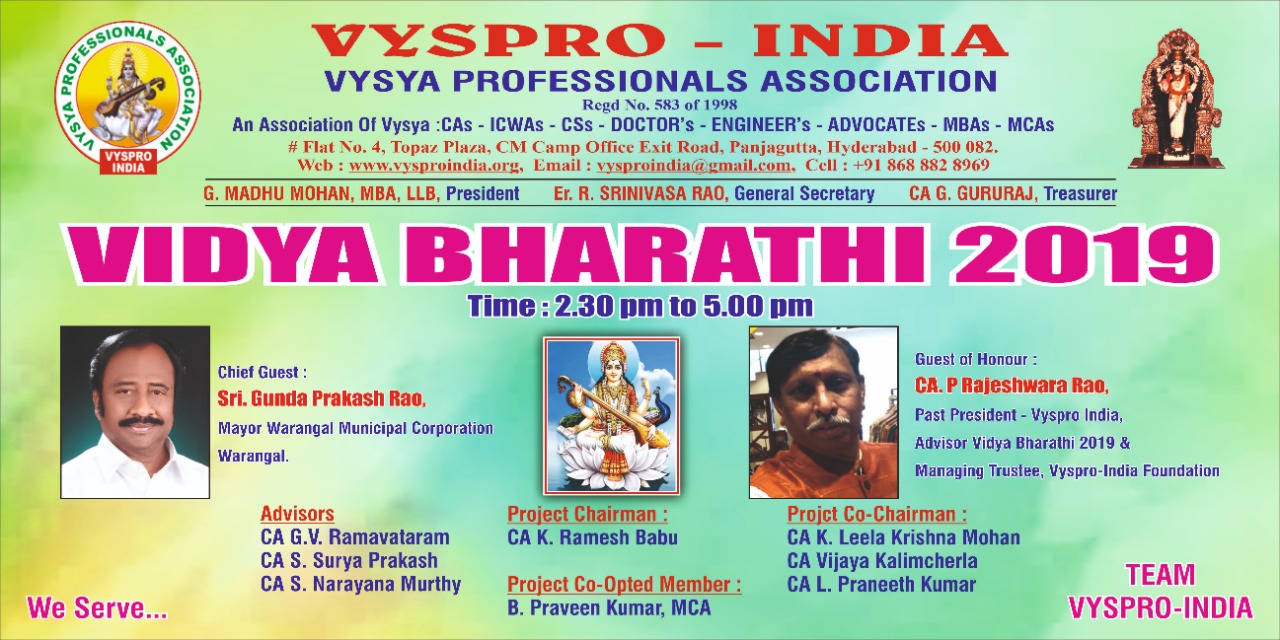 VYSYA PROFESSIONALS ASSOCIATION
VYSPRO
INDIA
VYSPRO - INDIA
VYSYA PROFESSIONALS ASSOCIATION
Regd No. 583 of 1998
An Association Of Vysya :CAs - ICWAs - CSs - DOCTOR's - ENGINEER's - ADVOCATEs - MBAs - MCAs
# Flat No. 4, Topaz Plaza, CM Camp Office Exit Road, Panjagutta, Hyderabad - 500 082.
Web : www.vysproindia.org, Email : vysproindia@gmail.com, Cell : +91 868 882 8969
G. MADHU MOHAN, MBA, LLB, President Er. R. SRINIVASA RAO, General Secretary CA G. GURURAJ, Treasurer
VIDYA BHARATHI 2019
Time : 2.30 pm to 5.00 pm
Chief Guest :
Sri. Gunda Prakash Rao,
Mayor Warangal Municipal Corporation
Warangal.
Guest of Honour :
CA. P Rajeshwara Rao,
Past President - Vyspro India,
Advisor Vidya Bharathi 2019 &
Managing Trustee, Vyspro-India Foundation
Advisors
CA G.V. Ramavataram
CA S. Surya Prakash
CA S. Narayana Murthy
Project Chairman :
CA K. Ramesh Babu
Project Co-Opted Member :
B. Praveen Kumar, MCA
Projct Co-Chairman :
CA K. Leela Krishna Mohan
CA Vijaya Kalimcherla
CA L. Praneeth Kumar
We Serve...
TEAM
VYSPRO-INDIA